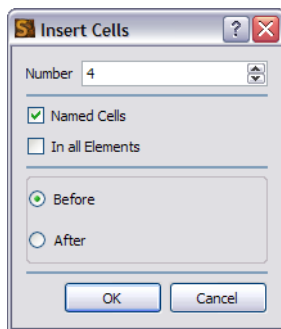 Insert Cells
Number 4
Named Cells
In all Elements
Before
After
OK Cancel